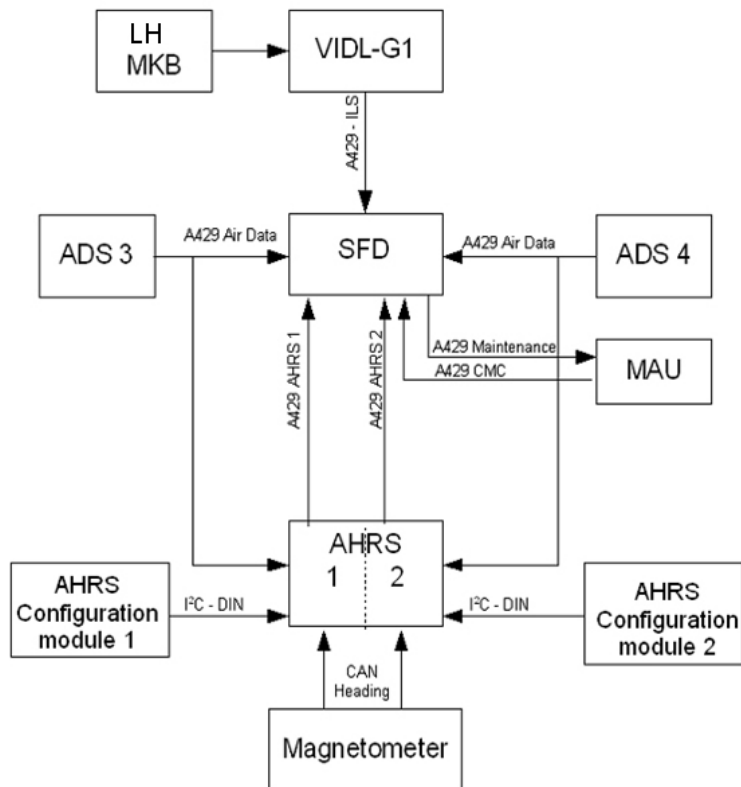 LH
MKB
VIDL-G1
A429 - ILS
ADS 3
A429 Air Data
SFD
A429 Air Data
ADS 4
A429 AHRS 1
A429 AHRS 2
A429 Maintenance
A429 CMC
MAU
AHRS
1 2
AHRS
Configuration
module 1
I²C - DIN
I²C - DIN
AHRS
Configuration
module 2
CAN
Heading
Magnetometer